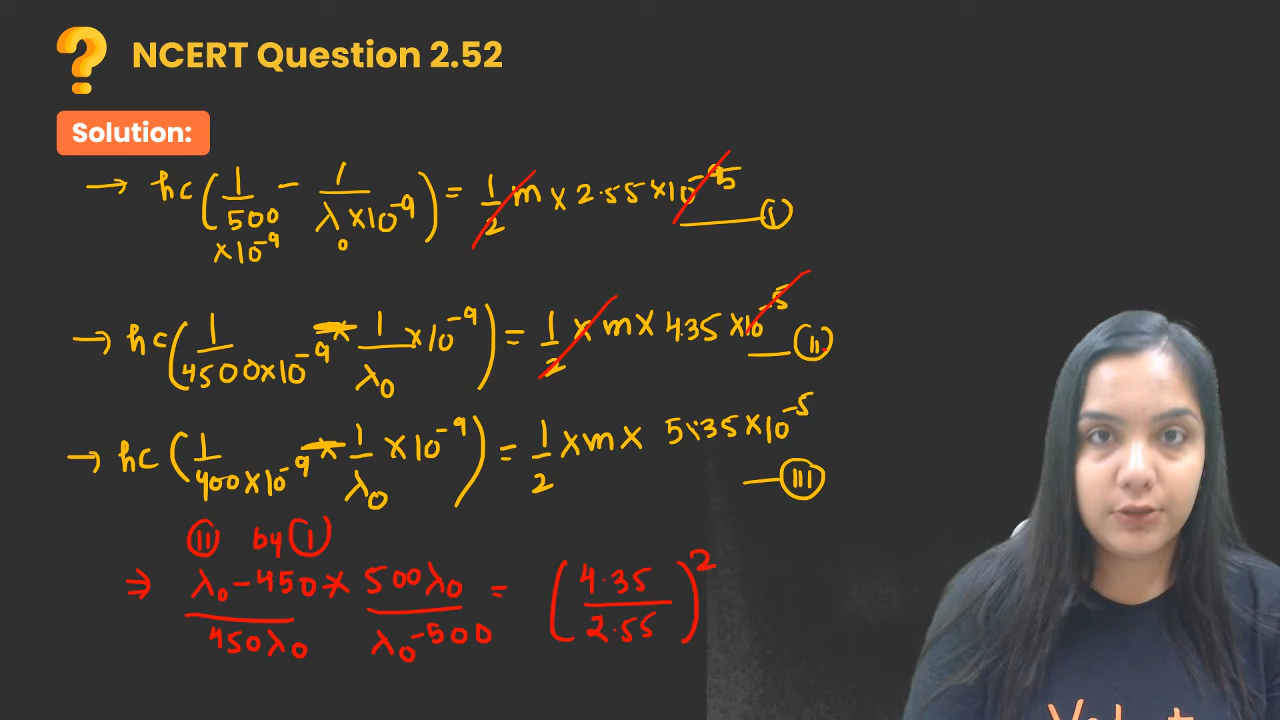 NCERT Question 2.52
Solution:
→ hc(1/500×10⁻⁹ − 1/λ₀×10⁻⁹) = 1/2 m × 2.55×10⁻⁵ — Ⓘ
→ hc(1/4500×10⁻⁹ − 1/λ₀ ×10⁻⁹) = 1/2 × m × 4.35 ×10⁻⁵ — Ⓘⓘ
→ hc(1/400×10⁻⁹ − 1/λ₀ × 10⁻⁹) = 1/2 × m × 5.35×10⁻⁵ — (III)
(II) by (I)
⇒ λ₀−450/450λ₀ × 500λ₀/λ₀−500 = (4.35/2.55)²